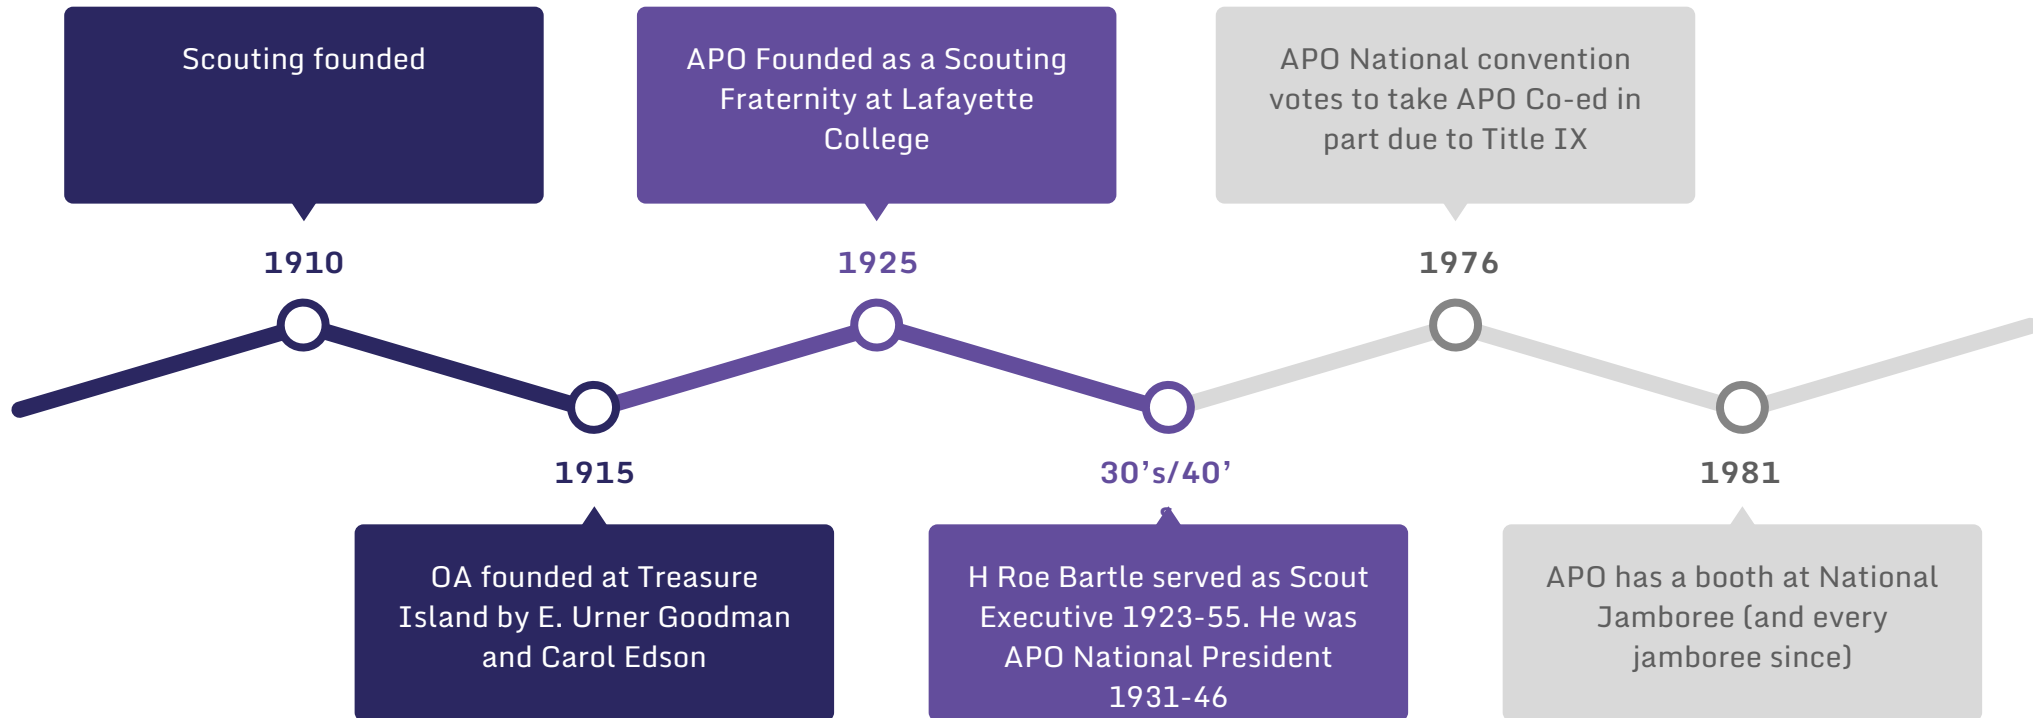 Scouting founded
APO Founded as a Scouting
Fraternity at Lafayette
College
APO National convention
votes to take APO Co-ed in
part due to Title IX
1910
1925
1976
1915
30’s/40’
s
1981
OA founded at Treasure
Island by E. Urner Goodman
and Carol Edson
H Roe Bartle served as Scout
Executive 1923-55. He was
APO National President
1931-46
APO has a booth at National
Jamboree (and every
jamboree since)